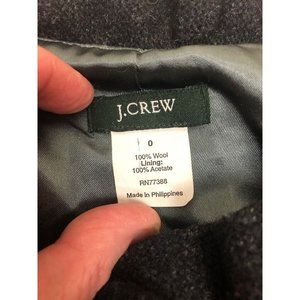 J.CREW
0
100% Wool
Lining:
100% Acetate
RN77388
Made in Philippines